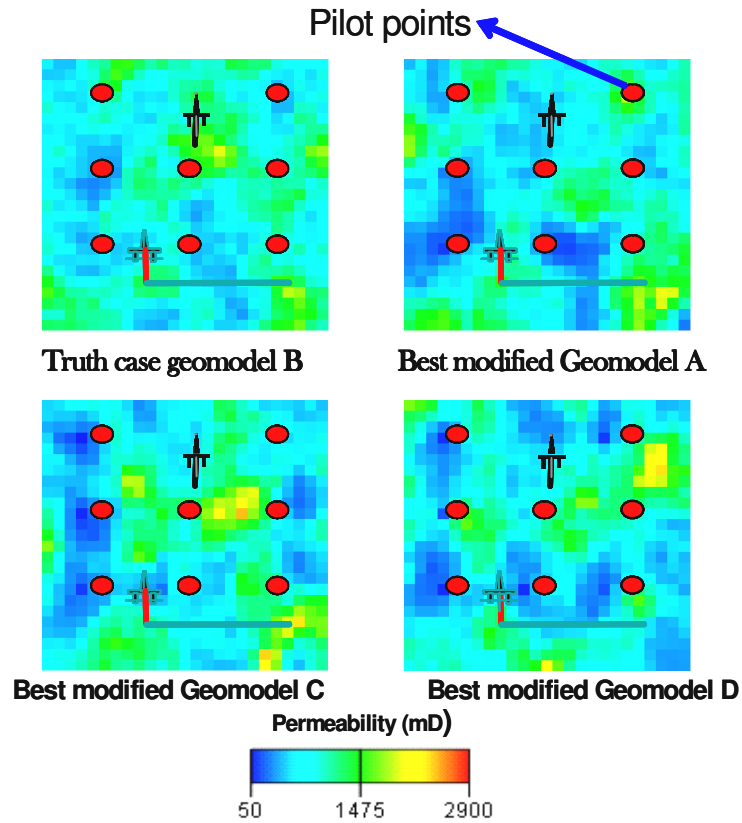 Pilot points
Truth case geomodel B
Best modified Geomodel A
Best modified Geomodel C
Best modified Geomodel D
Permeability (mD)
50 1475 2900